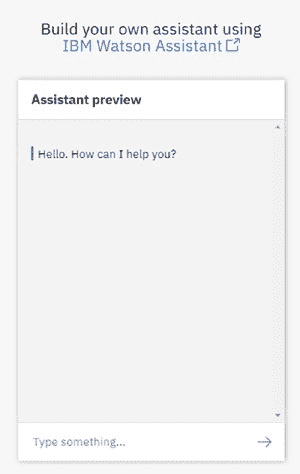 Build your own assistant using
IBM Watson Assistant
Assistant preview
Hello. How can I help you?
Type something...